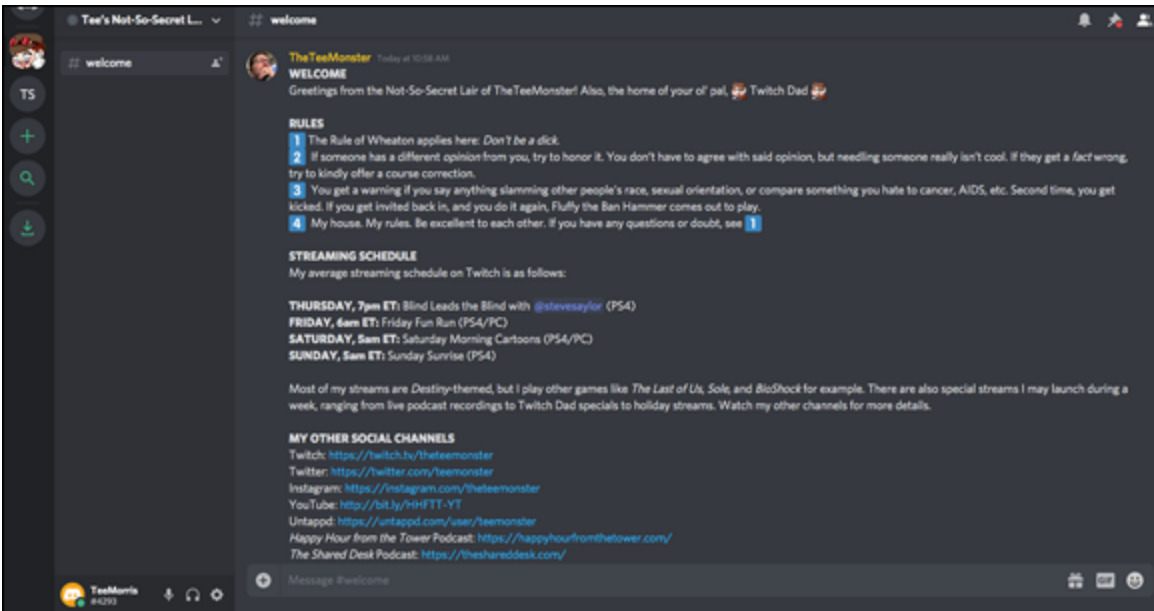 Tee's Not-So-Secret L...
# welcome
# welcome
TS
TheTeeMonster Today at 10:58 AM
WELCOME
Greetings from the Not-So-Secret Lair of TheTeeMonster! Also, the home of your ol' pal, Twitch Dad
RULES
1 The Rule of Wheaton applies here: Don't be a dick.
2 If someone has a different opinion from you, try to honor it. You don't have to agree with said opinion, but needling someone really isn't cool. If they get a fact wrong,
try to kindly offer a course correction.
3 You get a warning if you say anything slamming other people's race, sexual orientation, or compare something you hate to cancer, AIDS, etc. Second time, you get
kicked. If you get invited back in, and you do it again, Fluffy the Ban Hammer comes out to play.
4 My house. My rules. Be excellent to each other. If you have any questions or doubt, see 1
STREAMING SCHEDULE
My average streaming schedule on Twitch is as follows:
THURSDAY, 7pm ET: Blind Leads the Blind with @stevesaylor (PS4)
FRIDAY, 6am ET: Friday Fun Run (PS4/PC)
SATURDAY, 5am ET: Saturday Morning Cartoons (PS4/PC)
SUNDAY, 5am ET: Sunday Sunrise (PS4)
Most of my streams are Destiny-themed, but I play other games like The Last of Us, Sole, and BioShock for example. There are also special streams I may launch during a
week, ranging from live podcast recordings to Twitch Dad specials to holiday streams. Watch my other channels for more details.
MY OTHER SOCIAL CHANNELS
Twitch: https://twitch.tv/theteemonster
Twitter: https://twitter.com/teemonster
Instagram: https://instagram.com/theteemonster
YouTube: http://bit.ly/HHFTT-YT
Untappd: https://untappd.com/user/teemonster
Happy Hour from the Tower Podcast: https://happyhourfromthetower.com/
The Shared Desk Podcast: https://theshareddesk.com/
TeeMorris
#4293
Message #welcome
GIF